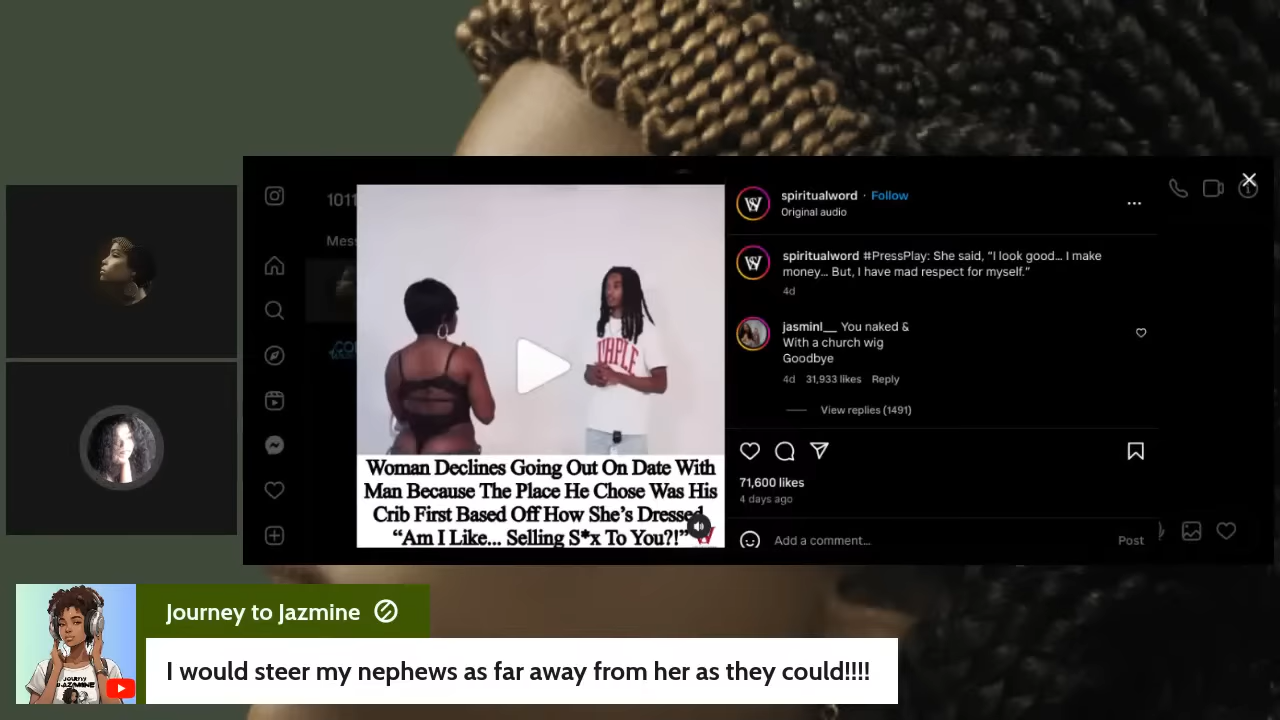 1011
Mess
spiritualword · Follow
Original audio
spiritualword #PressPlay: She said, “I look good… I make
money… But, I have mad respect for myself.”
4d
jasminl__ You naked &
With a church wig
Goodbye
4d 31,933 likes Reply
View replies (1491)
71,600 likes
4 days ago
Add a comment…
Post
VAPLE
Woman Declines Going Out On Date With
Man Because The Place He Chose Was His
Crib First Based Off How She’s Dressed
“Am I Like... Selling S*x To You?!”
Journey to Jazmine
I would steer my nephews as far away from her as they could!!!!